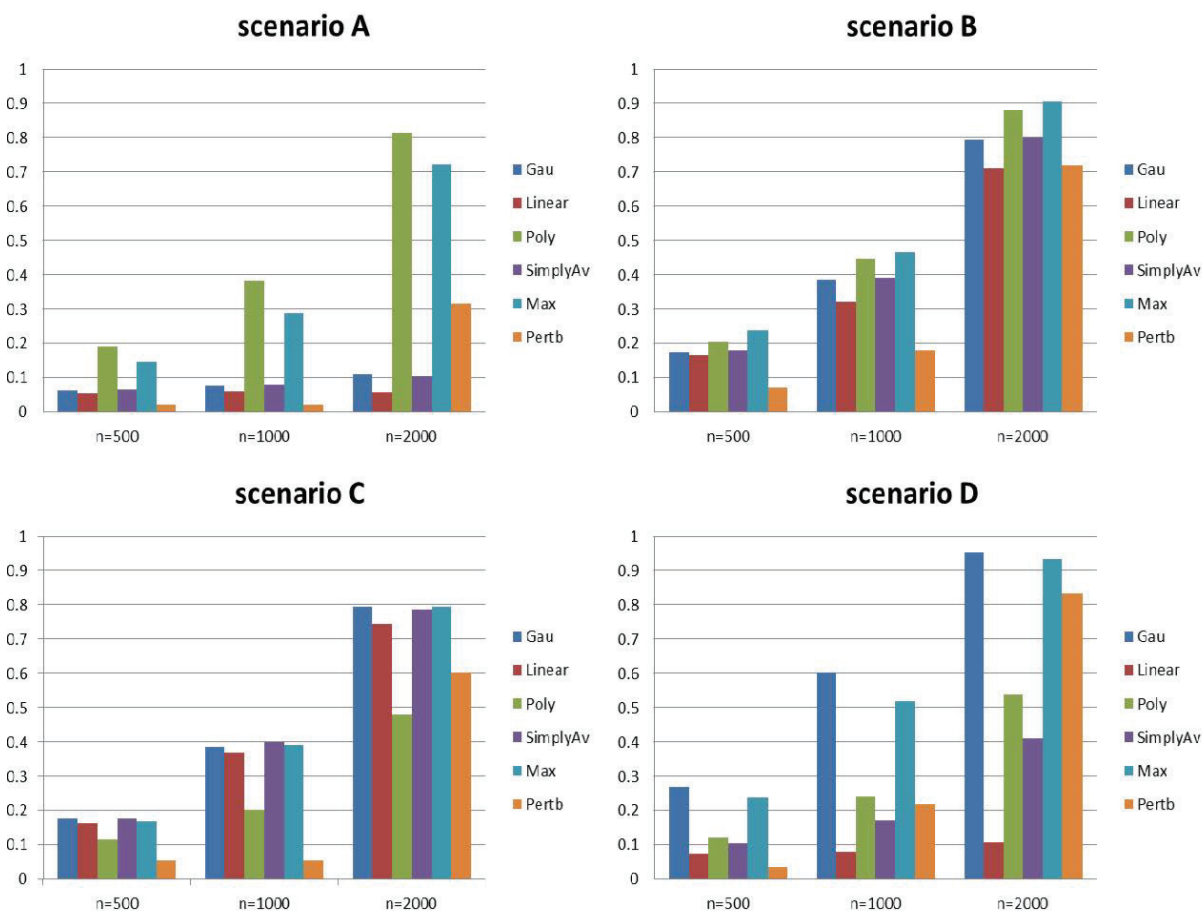 scenario A
1
0.9
0.8
0.7
0.6
0.5
0.4
0.3
0.2
0.1
0
n=500 n=1000 n=2000
Gau
Linear
Poly
SimplyAv
Max
Pertb
scenario B
1
0.9
0.8
0.7
0.6
0.5
0.4
0.3
0.2
0.1
0
n=500 n=1000 n=2000
Gau
Linear
Poly
SimplyAv
Max
Pertb
scenario C
1
0.9
0.8
0.7
0.6
0.5
0.4
0.3
0.2
0.1
0
n=500 n=1000 n=2000
Gau
Linear
Poly
SimplyAv
Max
Pertb
scenario D
1
0.9
0.8
0.7
0.6
0.5
0.4
0.3
0.2
0.1
0
n=500 n=1000 n=2000
Gau
Linear
Poly
SimplyAv
Max
Pertb